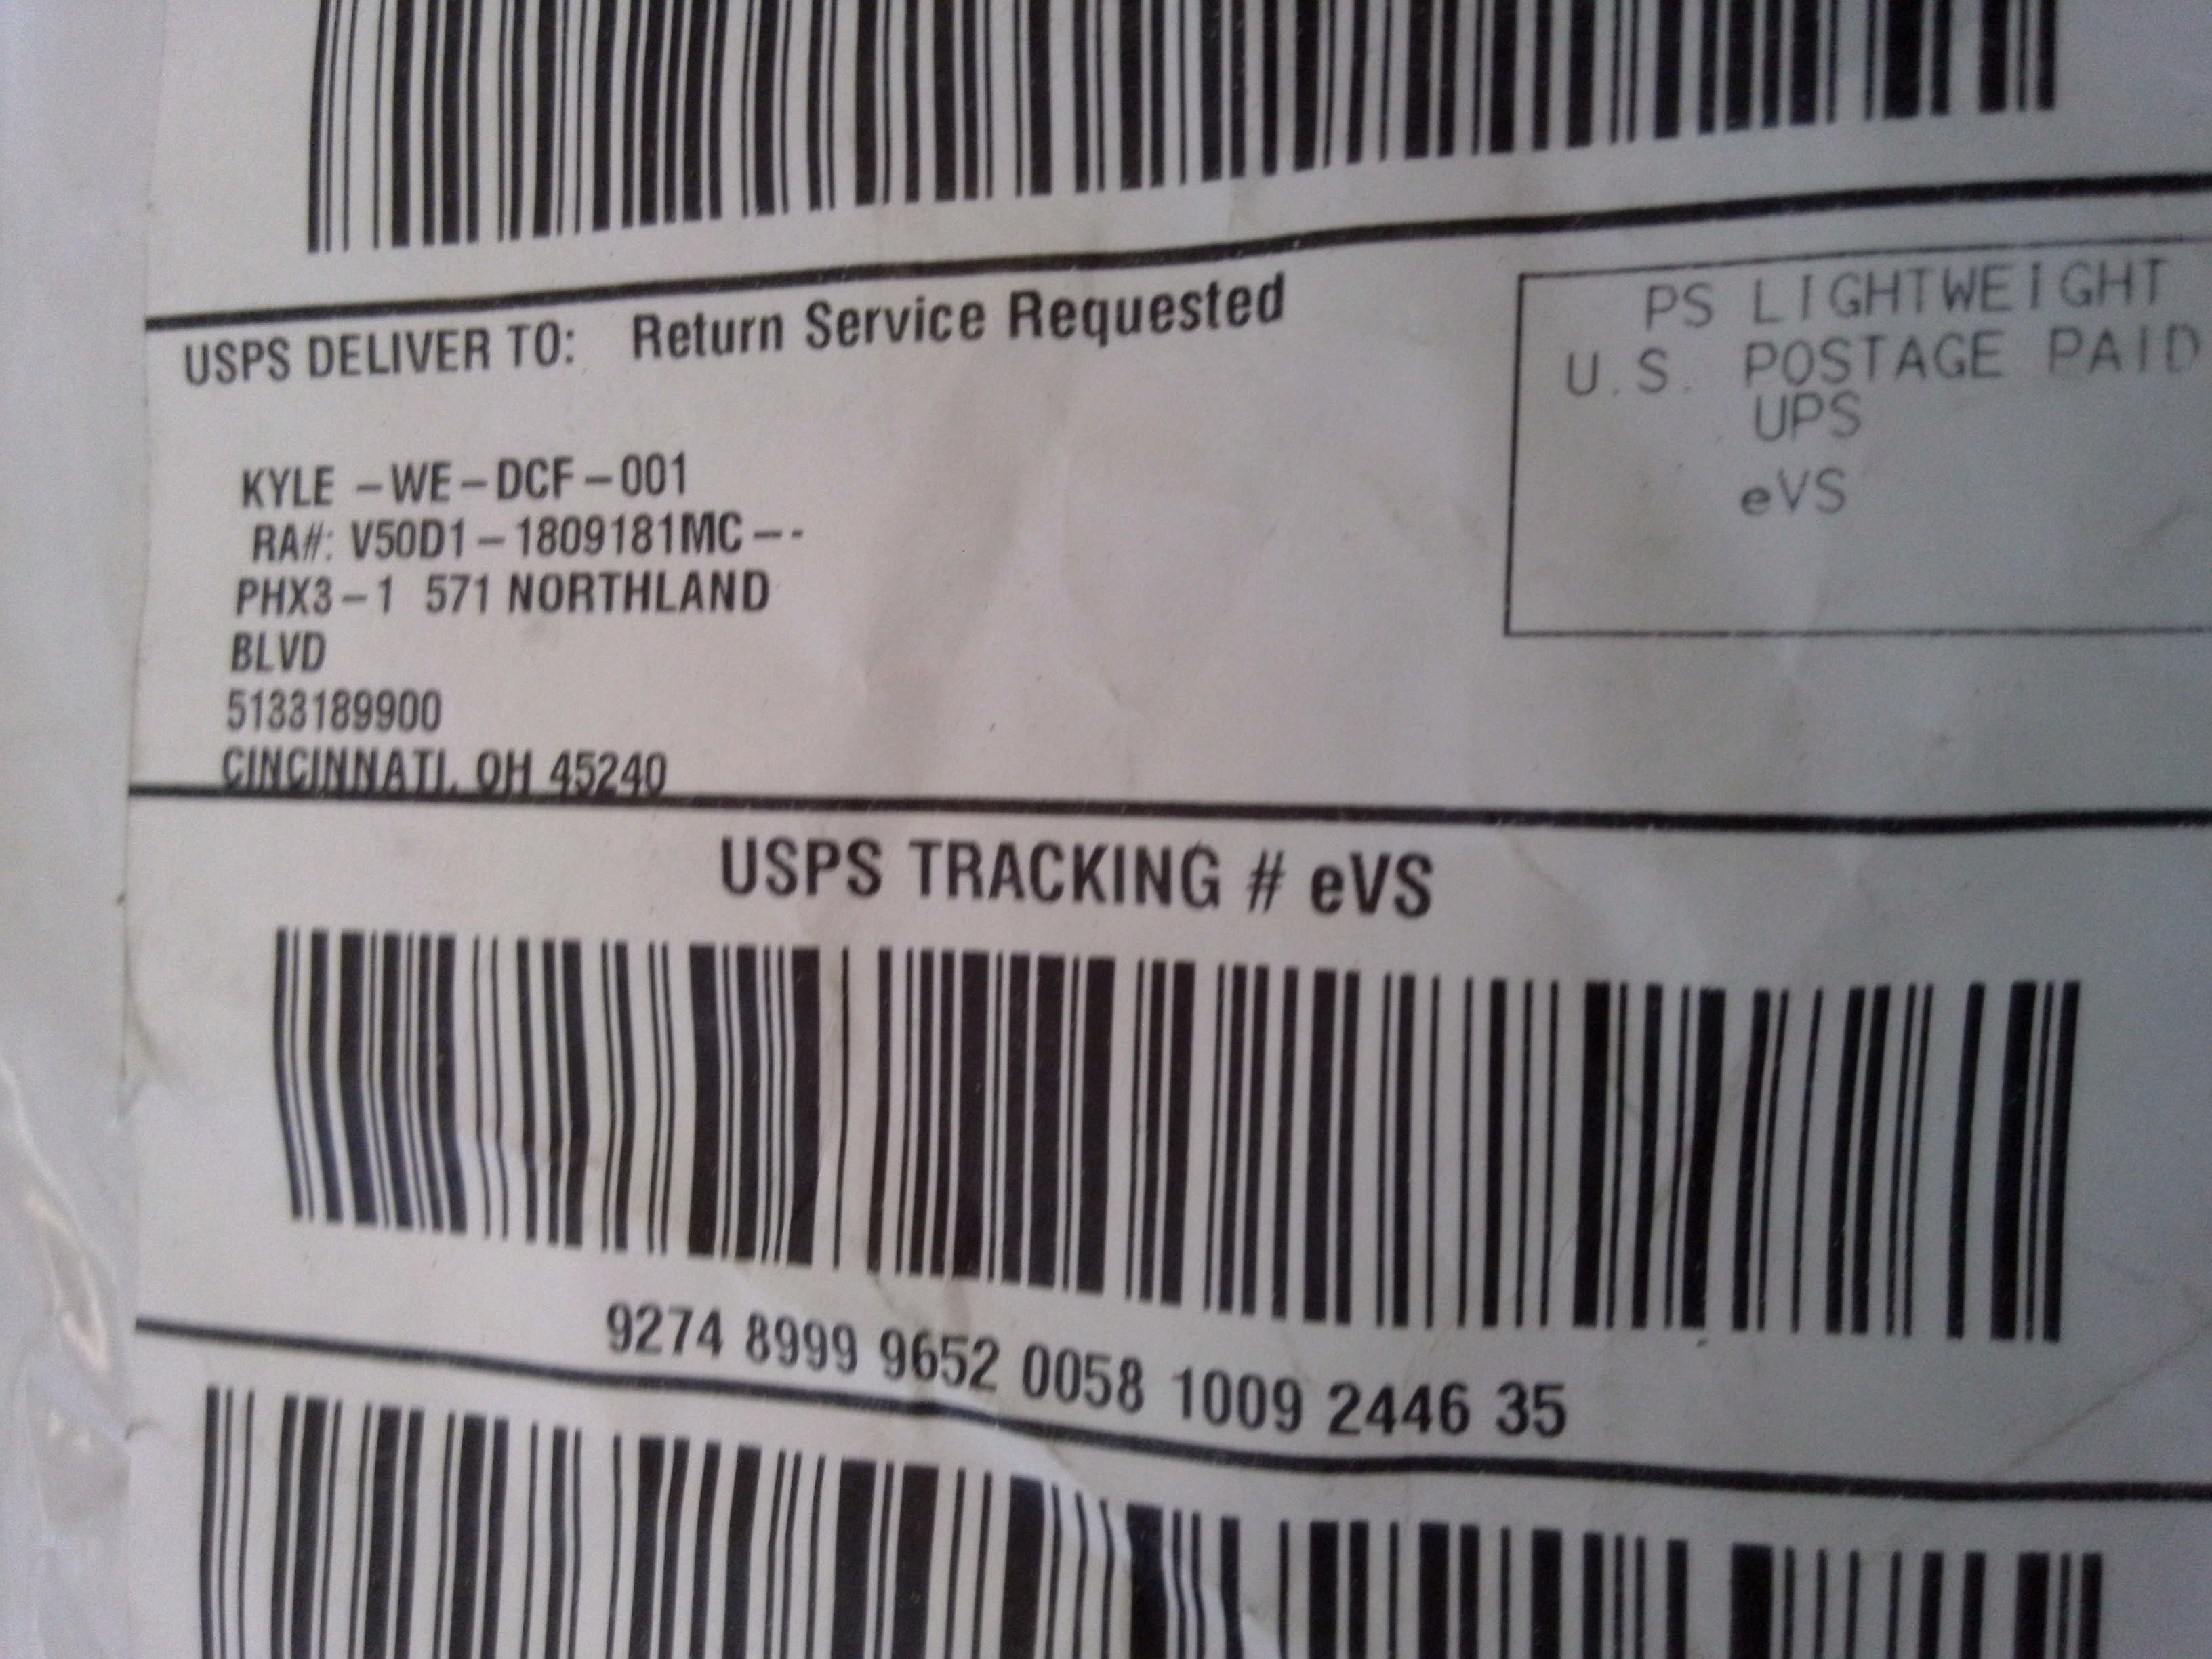 USPS DELIVER TO: Return Service Requested
PS LIGHTWEIGHT
U.S. POSTAGE PAID
UPS
eVS
KYLE -WE-DCF-001
RA#: V50D1-1809181MC--
PHX3-1 571 NORTHLAND
BLVD
5133189900
CINCINNATI, OH 45240
USPS TRACKING # eVS
9274 8999 9652 0058 1009 2446 35